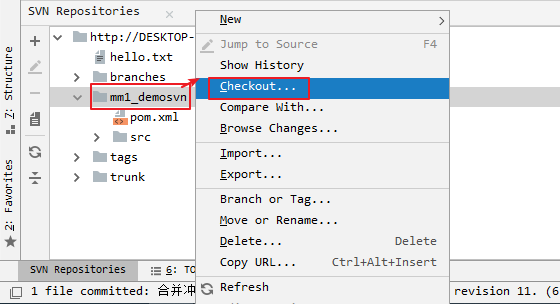 SVN Repositories
http://DESKTOP-
hello.txt
branches
mm1_demosvn
pom.xml
src
tags
trunk
New
Jump to Source F4
Show History
Checkout...
Compare With...
Browse Changes...
Import...
Export...
Branch or Tag...
Move or Rename...
Delete... Delete
Copy URL... Ctrl+Alt+Insert
Refresh
Z: Structure
2: Favorites
SVN Repositories
6: TO
1 file committed: 合并冲
revision 11. (6